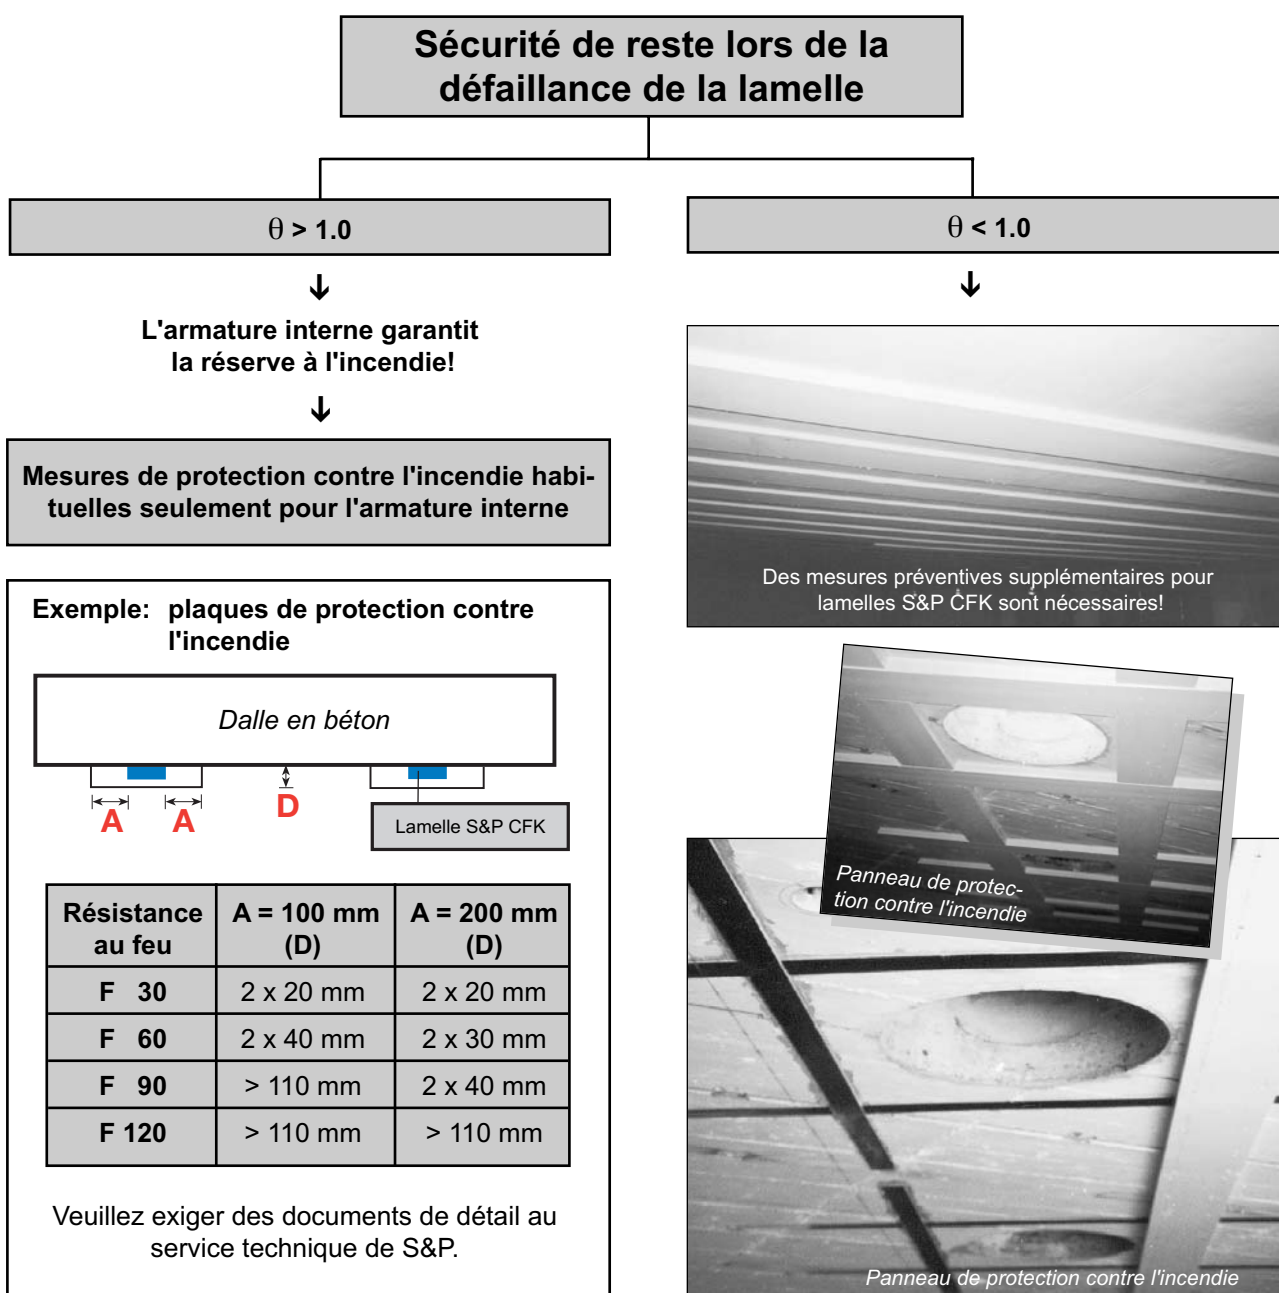 Sécurité de reste lors de la
défaillance de la lamelle
θ > 1.0
L'armature interne garantit
la réserve à l'incendie!
Mesures de protection contre l'incendie habi-
tuelles seulement pour l'armature interne
Exemple: plaques de protection contre
l'incendie
Dalle en béton
A A D
Lamelle S&P CFK
Résistance au feu | A = 100 mm (D) | A = 200 mm (D)
F 30 2 x 20 mm 2 x 20 mm
F 60 2 x 40 mm 2 x 30 mm
F 90 > 110 mm 2 x 40 mm
F 120 > 110 mm > 110 mm
Veuillez exiger des documents de détail au
service technique de S&P.
θ < 1.0
Des mesures préventives supplémentaires pour
lamelles S&P CFK sont nécessaires!
Panneau de protec-
tion contre l'incendie
Panneau de protection contre l'incendie